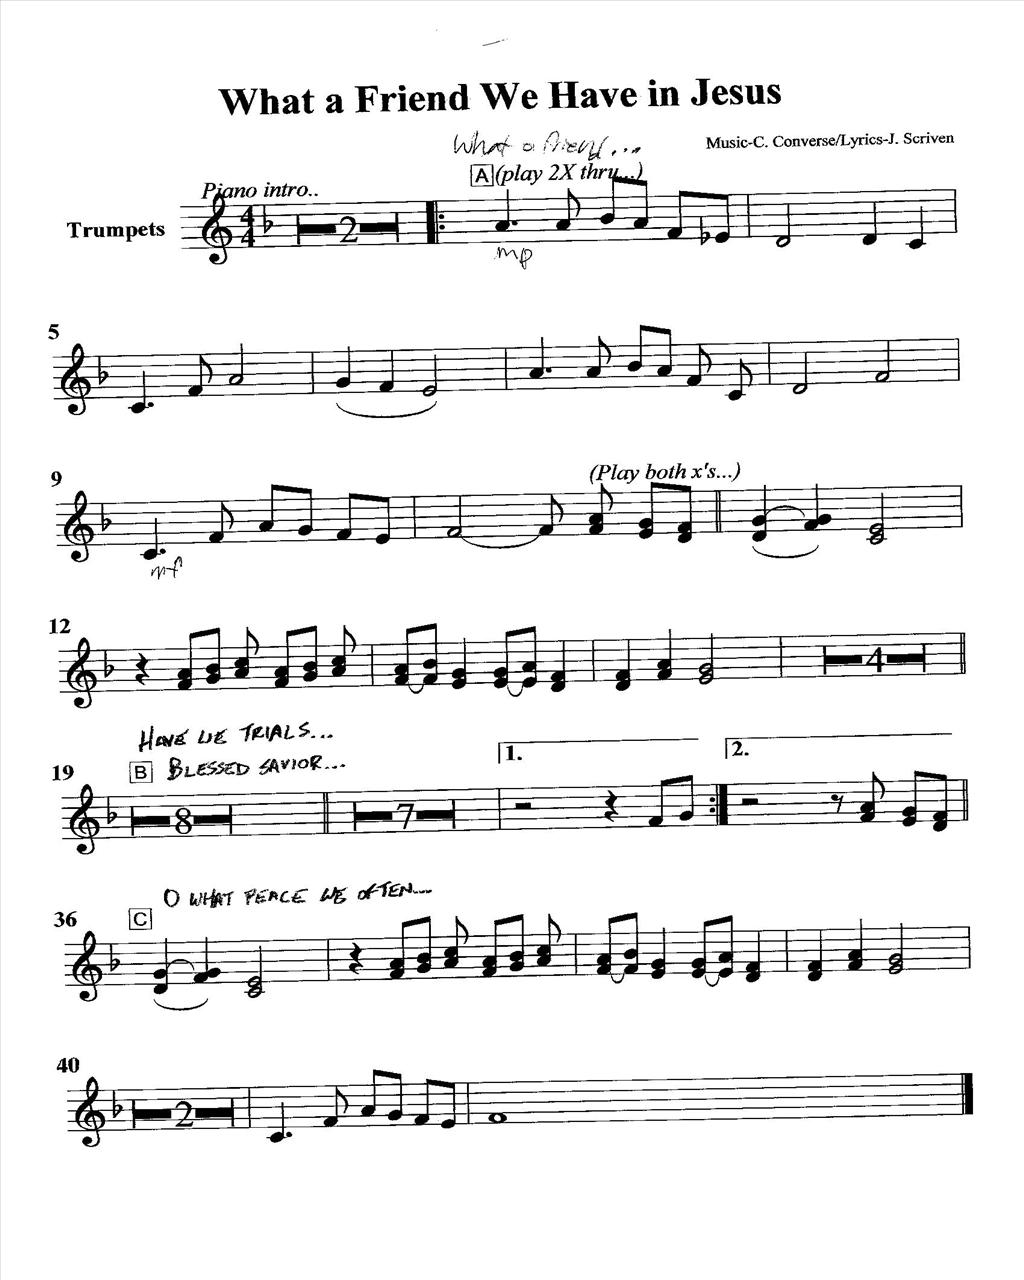 What a Friend We Have in Jesus
Music-C. Converse/Lyrics-J. Scriven
What a friend...
A (play 2X thru...)
Piano intro..
Trumpets
4 4
2
mp
5
9
(Play both x's...)
mf
12
4
HAVE WE TRIALS...
19
B BLESSED SAVIOR...
8
7
1.
2.
O WHAT PEACE WE OFTEN...
36
C
40
2